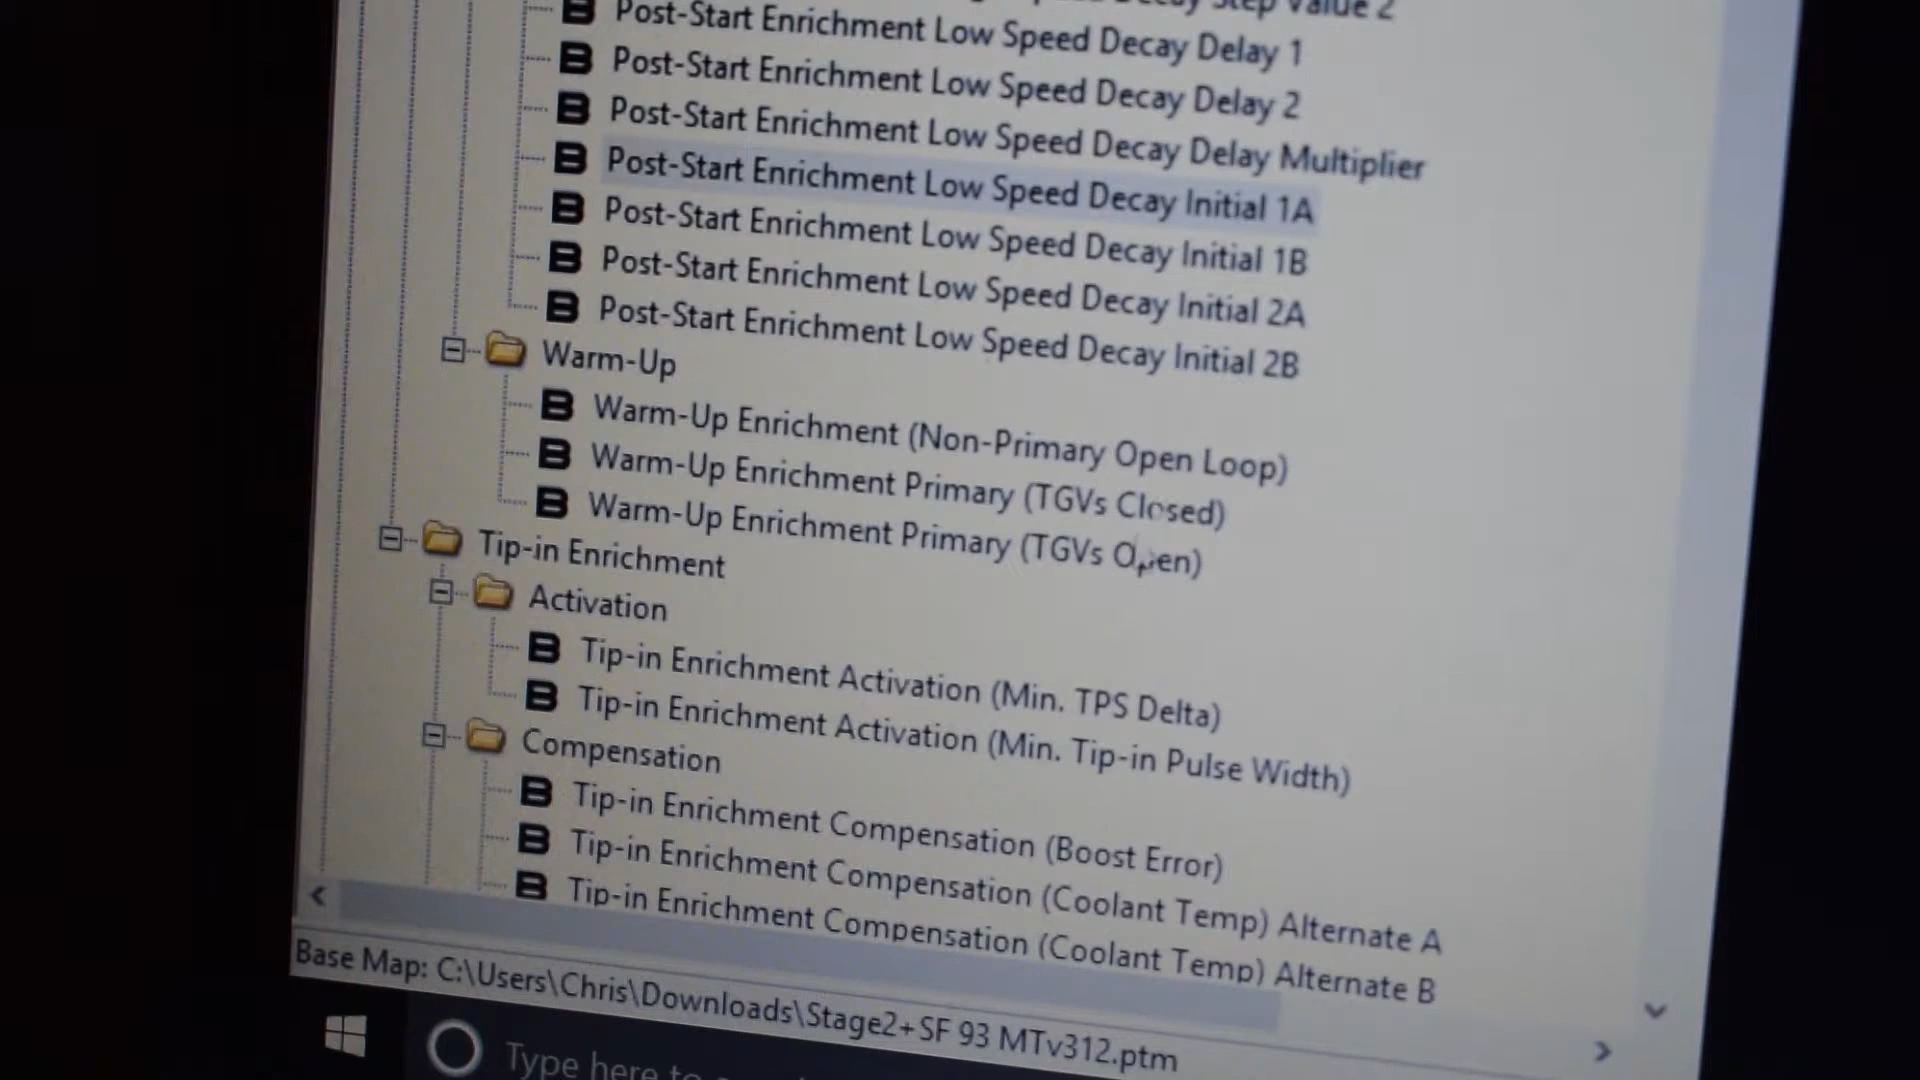 Decay Step Value 2
Post-Start Enrichment Low Speed Decay Delay 1
Post-Start Enrichment Low Speed Decay Delay 2
Post-Start Enrichment Low Speed Decay Delay Multiplier
Post-Start Enrichment Low Speed Decay Initial 1A
Post-Start Enrichment Low Speed Decay Initial 1B
Post-Start Enrichment Low Speed Decay Initial 2A
Post-Start Enrichment Low Speed Decay Initial 2B
Warm-Up
Warm-Up Enrichment (Non-Primary Open Loop)
Warm-Up Enrichment Primary (TGVs Closed)
Warm-Up Enrichment Primary (TGVs Open)
Tip-in Enrichment
Activation
Tip-in Enrichment Activation (Min. TPS Delta)
Tip-in Enrichment Activation (Min. Tip-in Pulse Width)
Compensation
Tip-in Enrichment Compensation (Boost Error)
Tip-in Enrichment Compensation (Coolant Temp) Alternate A
Tip-in Enrichment Compensation (Coolant Temp) Alternate B
Base Map: C:\Users\Chris\Downloads\Stage2+SF 93 MTv312.ptm
Type here to